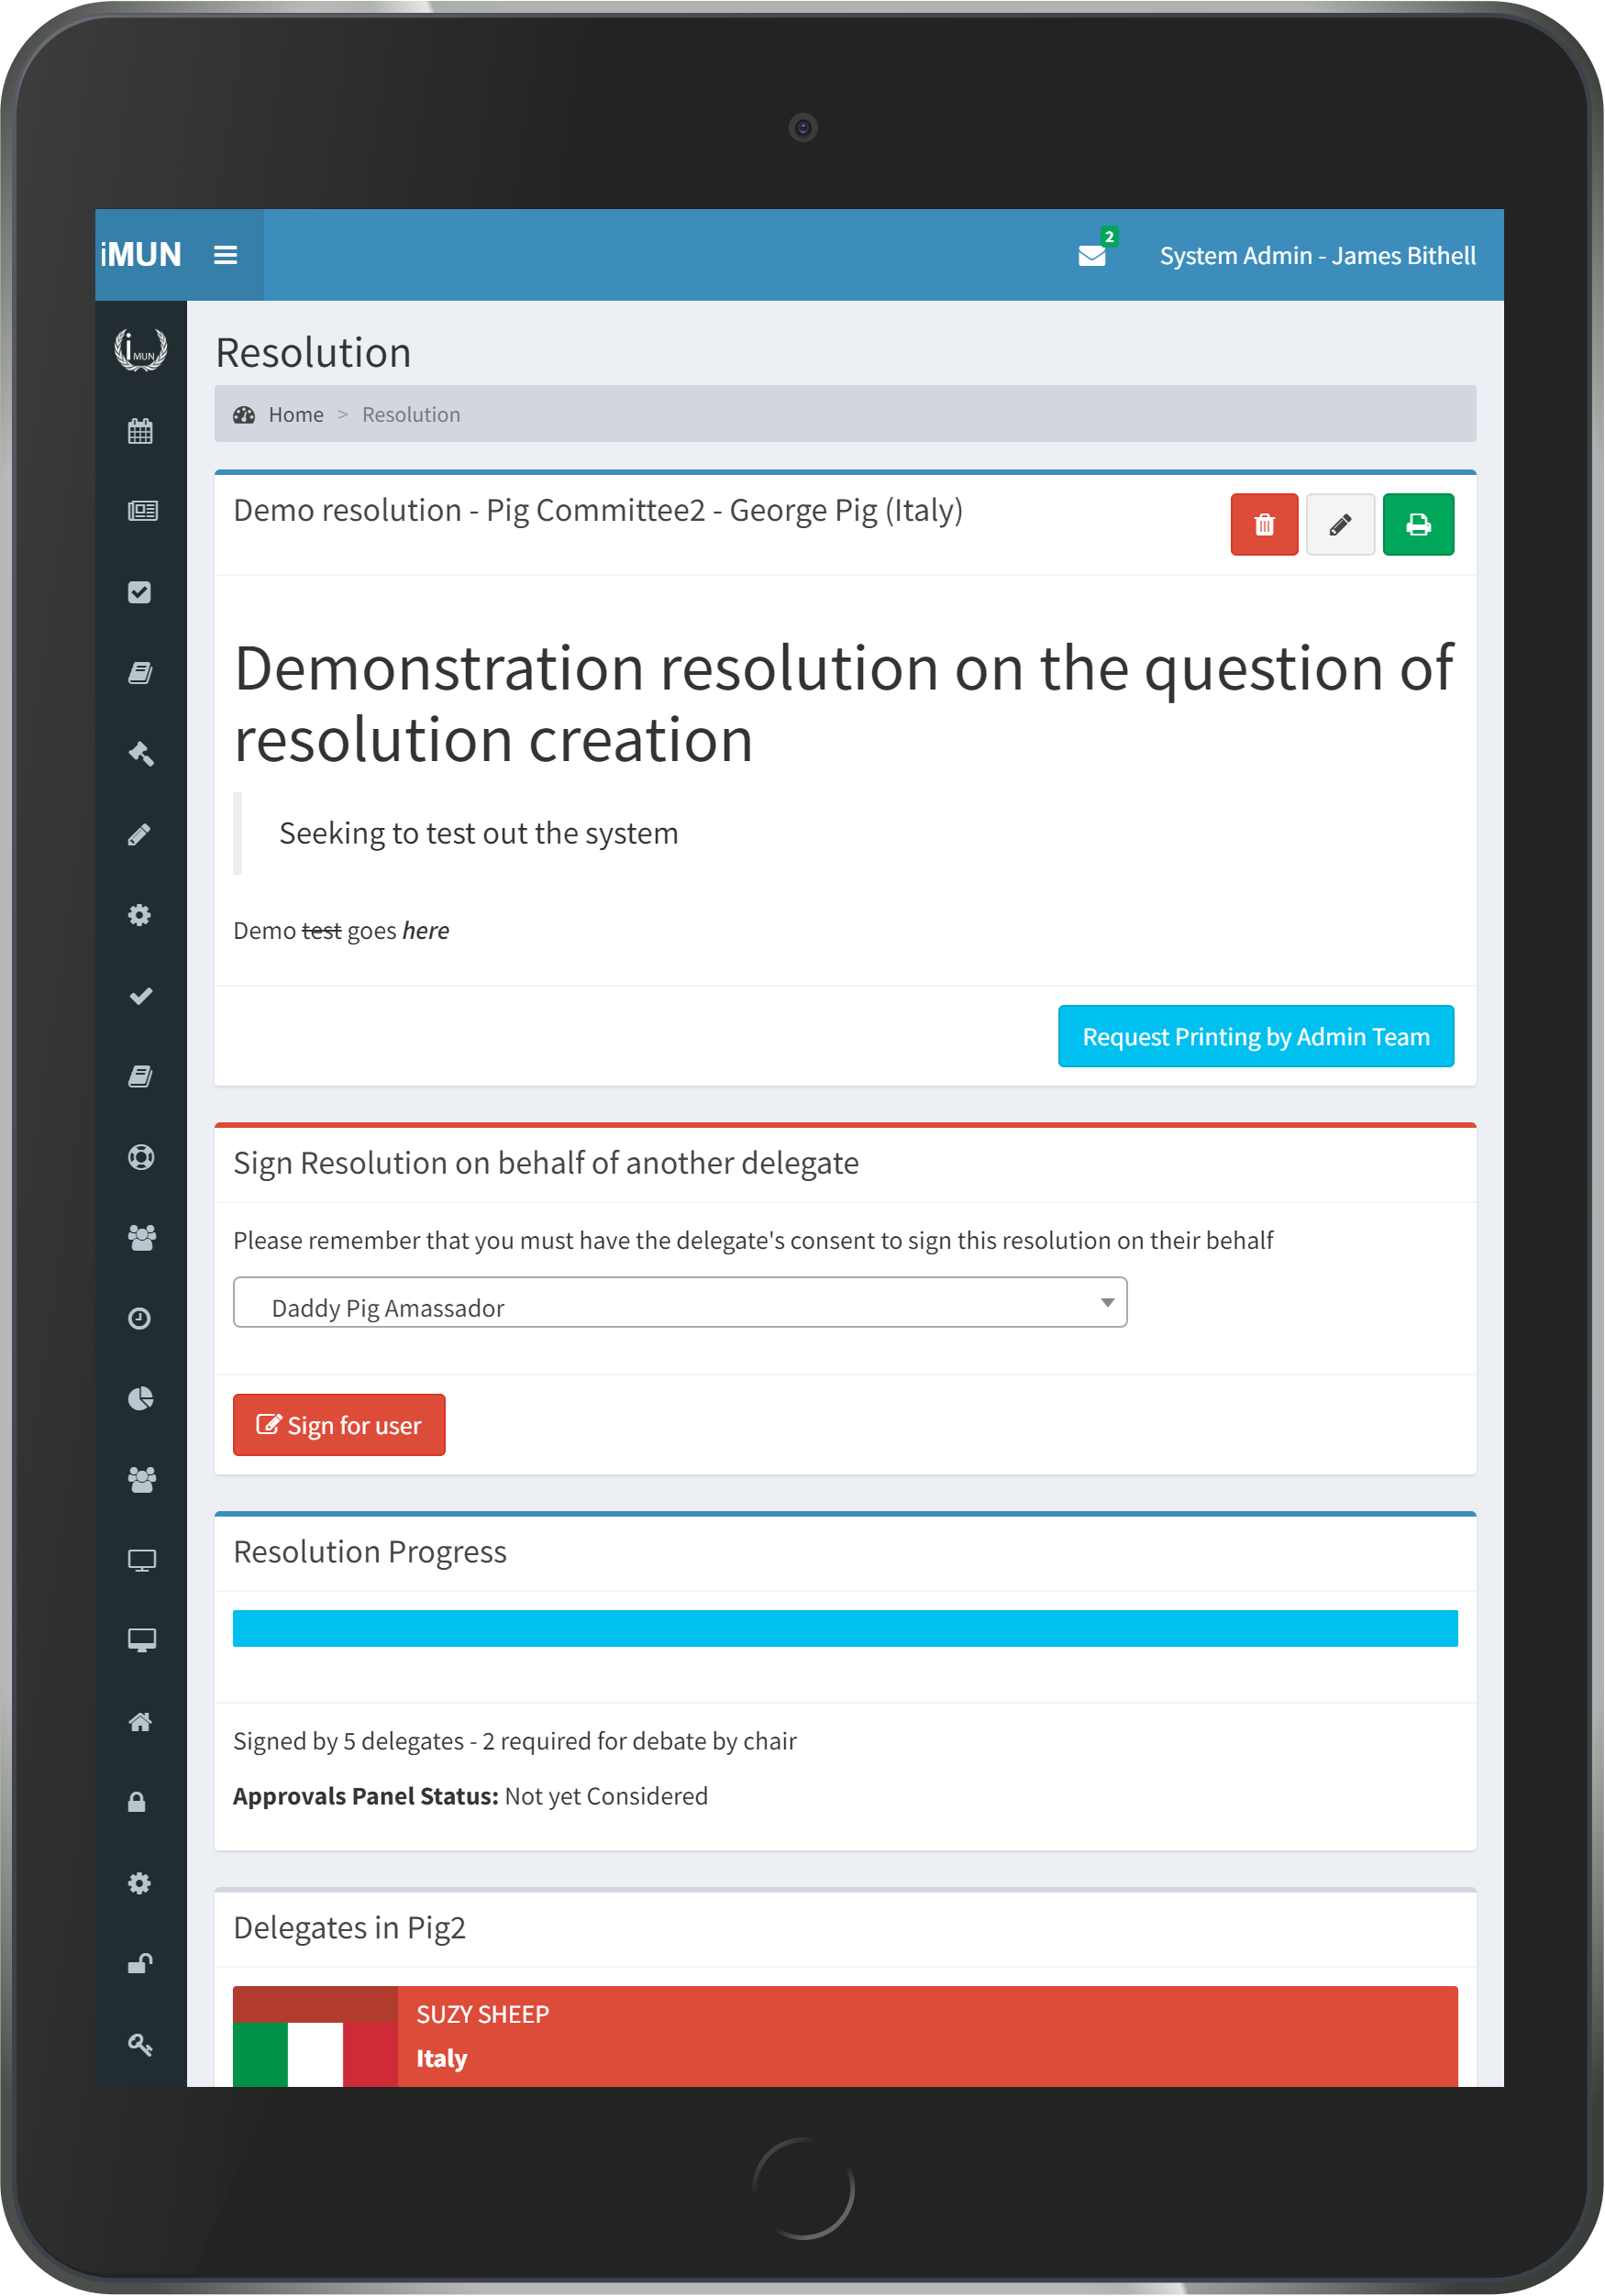 iMUN
2
System Admin - James Bithell
iMUN
Resolution
Home > Resolution
Demo resolution - Pig Committee2 - George Pig (Italy)
Demonstration resolution on the question of
resolution creation
Seeking to test out the system
Demo test goes here
Request Printing by Admin Team
Sign Resolution on behalf of another delegate
Please remember that you must have the delegate's consent to sign this resolution on their behalf
Daddy Pig Amassador
Sign for user
Resolution Progress
Signed by 5 delegates - 2 required for debate by chair
Approvals Panel Status: Not yet Considered
Delegates in Pig2
SUZY SHEEP
Italy